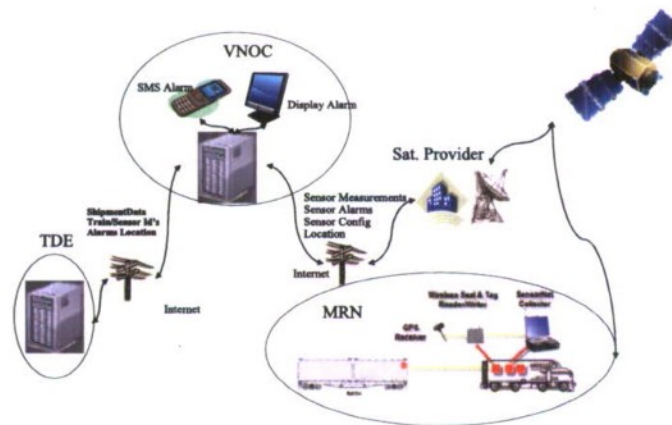 VNOC
SMS Alarm
Display Alarm
Sat. Provider
ShipmentData
Train/Sensor Id's
Alarms Location
Sensor Measurements
Sensor Alarms
Sensor Config
Location
TDE
Internet
Internet
MRN
Wireless Seal & Tag
Reader/Writer
SensorNet
GPS
Receiver